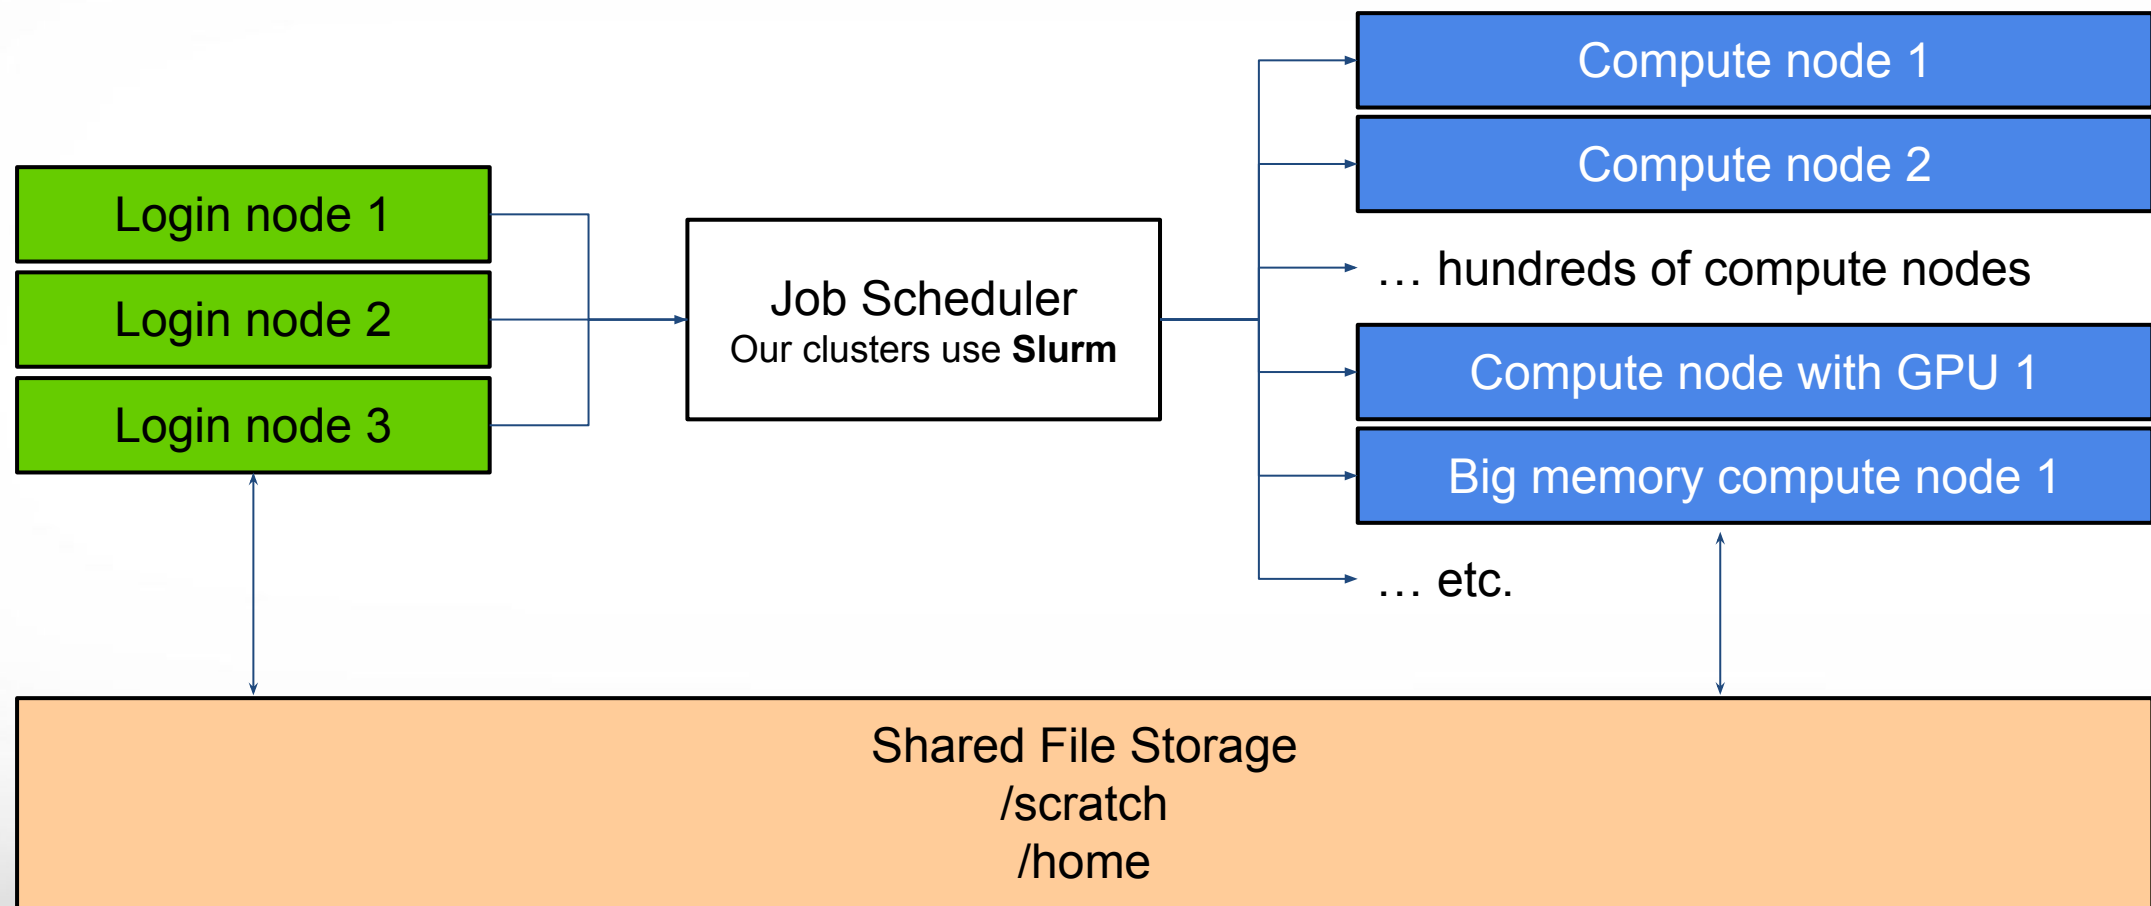 Login node 1
Login node 2
Login node 3
Job Scheduler
Our clusters use Slurm
Compute node 1
Compute node 2
… hundreds of compute nodes
Compute node with GPU 1
Big memory compute node 1
… etc.
Shared File Storage
/scratch
/home